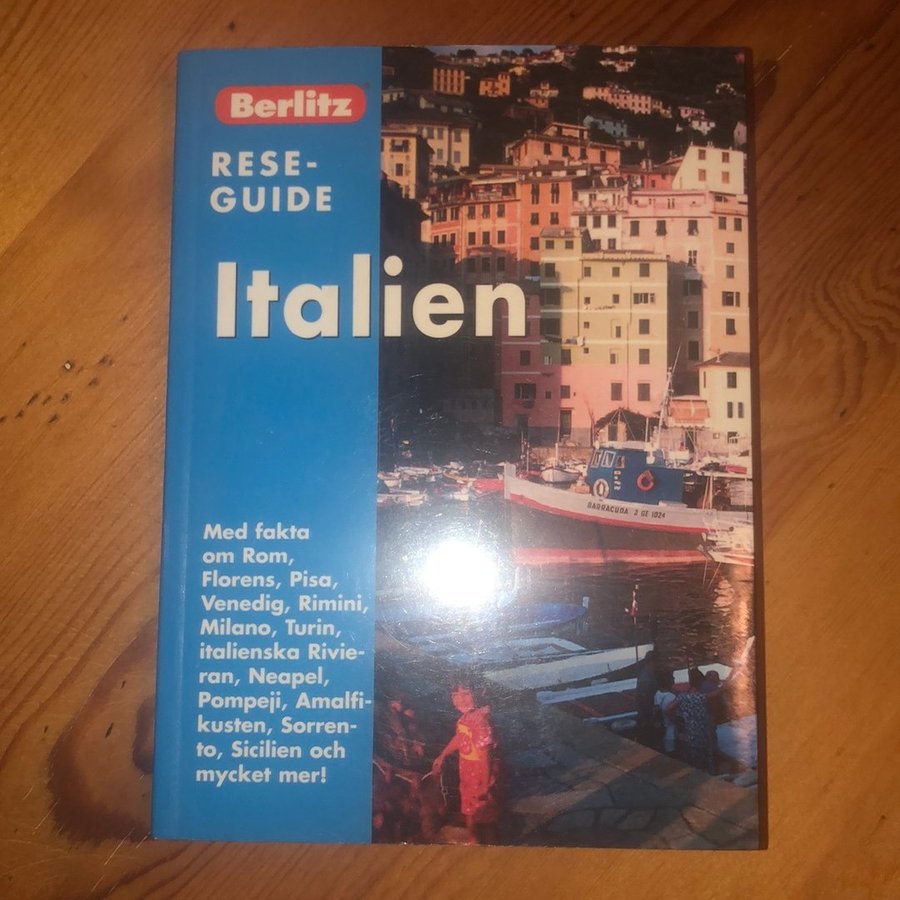 Berlitz
RESE-
GUIDE
Italien
BARRACUDA 2 GE 1024
Med fakta
om Rom,
Florens, Pisa,
Venedig, Rimini,
Milano, Turin,
italienska Rivie-
ran, Neapel,
Pompeji, Amalfi-
kusten, Sorren-
to, Sicilien och
mycket mer!